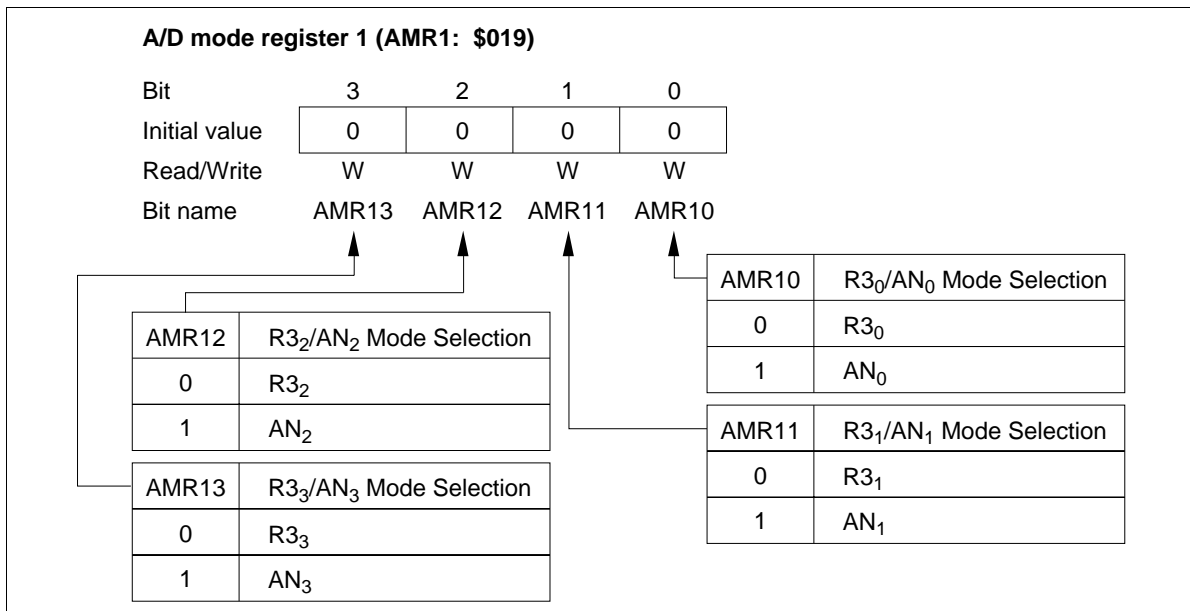 A/D mode register 1 (AMR1: $019)
Bit 3 2 1 0
Initial value 0 0 0 0
Read/Write W W W W
Bit name AMR13 AMR12 AMR11 AMR10
AMR10 R3₀/AN₀ Mode Selection
0 R3₀
1 AN₀
AMR12 R3₂/AN₂ Mode Selection
0 R3₂
1 AN₂
AMR11 R3₁/AN₁ Mode Selection
0 R3₁
1 AN₁
AMR13 R3₃/AN₃ Mode Selection
0 R3₃
1 AN₃